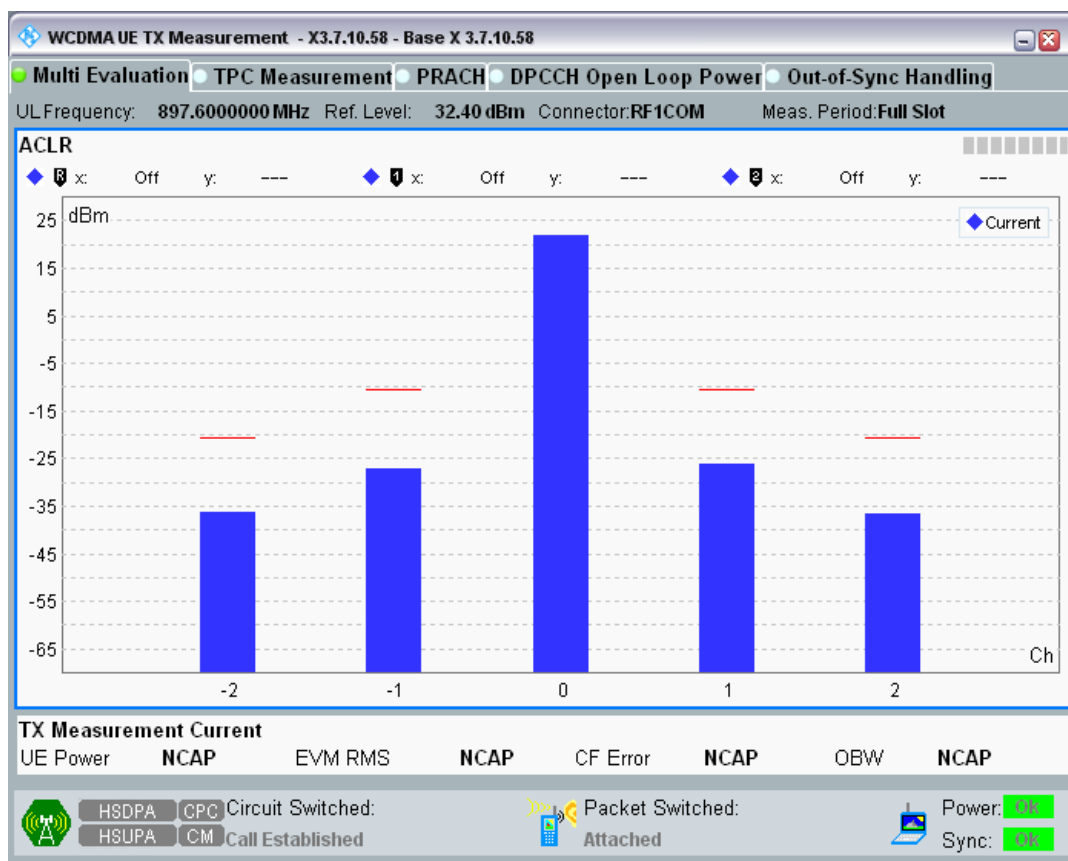 WCDMA UE TX Measurement - X3.7.10.58 - Base X 3.7.10.58
Multi Evaluation TPC Measurement PRACH DPCCH Open Loop Power Out-of-Sync Handling
UL Frequency: 897.6000000 MHz Ref. Level: 32.40 dBm Connector:RF1COM Meas. Period:Full Slot
ACLR
R x: Off y: --- 1 x: Off y: --- 2 x: Off y: ---
dBm
Current
25
15
5
-5
-15
-25
-35
-45
-55
-65
Ch
-2 -1 0 1 2
TX Measurement Current
UE Power NCAP EVM RMS NCAP CF Error NCAP OBW NCAP
HSDPA CPC Circuit Switched: Packet Switched: Power: Ok
HSUPA CM Call Established Attached Sync: Ok